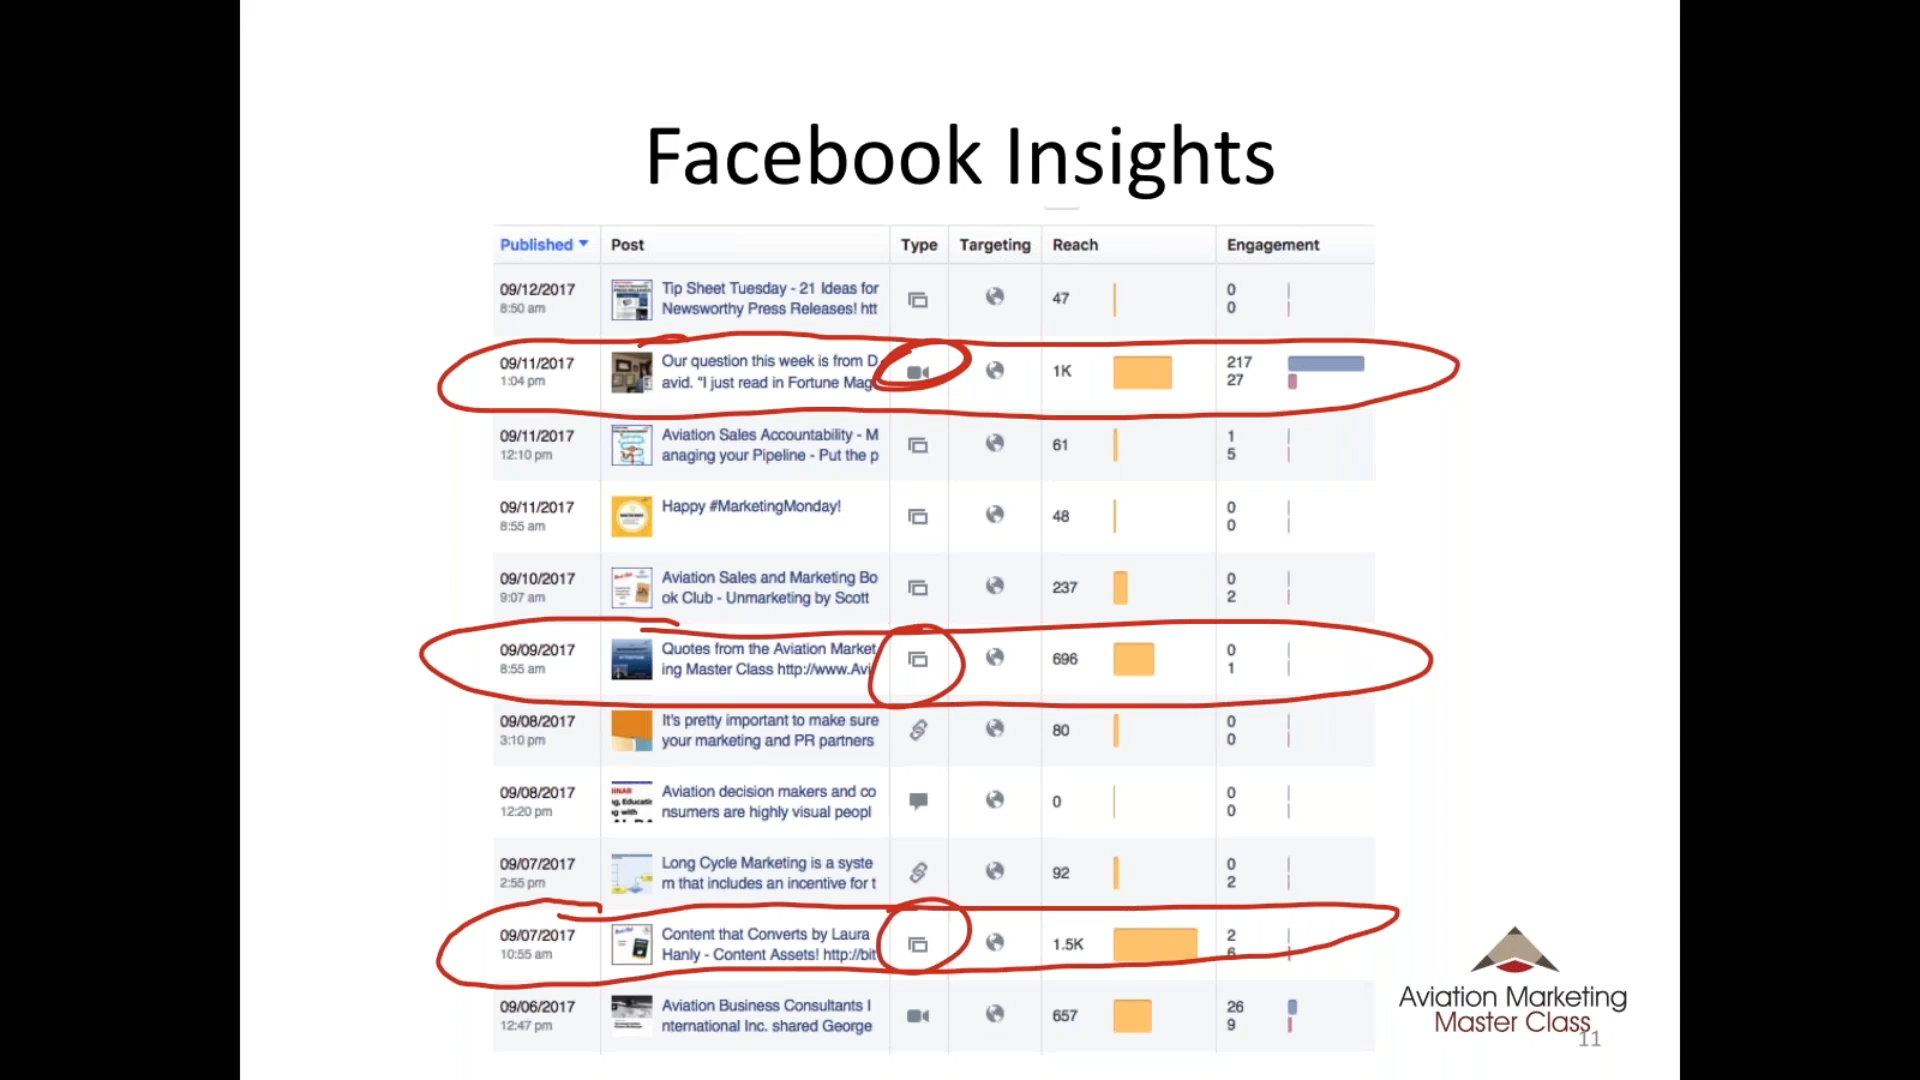 Facebook Insights
Published Post Type Targeting Reach Engagement
09/12/2017 Tip Sheet Tuesday - 21 Ideas for 47 0
8:50 am Newsworthy Press Releases! htt 0
09/11/2017 Our question this week is from D 1K 217
1:04 pm avid. "I just read in Fortune Mag 27
09/11/2017 Aviation Sales Accountability - M 61 1
12:10 pm anaging your Pipeline - Put the p 5
09/11/2017 Happy #MarketingMonday! 48 0
8:55 am 0
09/10/2017 Aviation Sales and Marketing Bo 237 0
9:07 am ok Club - Unmarketing by Scott 2
09/09/2017 Quotes from the Aviation Market 696 0
8:55 am ing Master Class http://www.Avi 1
09/08/2017 It's pretty important to make sure 80 0
3:10 pm your marketing and PR partners 0
09/08/2017 Aviation decision makers and co 0 0
12:20 pm nsumers are highly visual peopl 0
09/07/2017 Long Cycle Marketing is a syste 92 0
2:55 pm m that includes an incentive for t 2
09/07/2017 Content that Converts by Laura 1.5K 2
10:55 am Hanly - Content Assets! http://bit 6
09/06/2017 Aviation Business Consultants I 657 26
12:47 pm nternational Inc. shared George 9
Aviation Marketing
Master Class
11